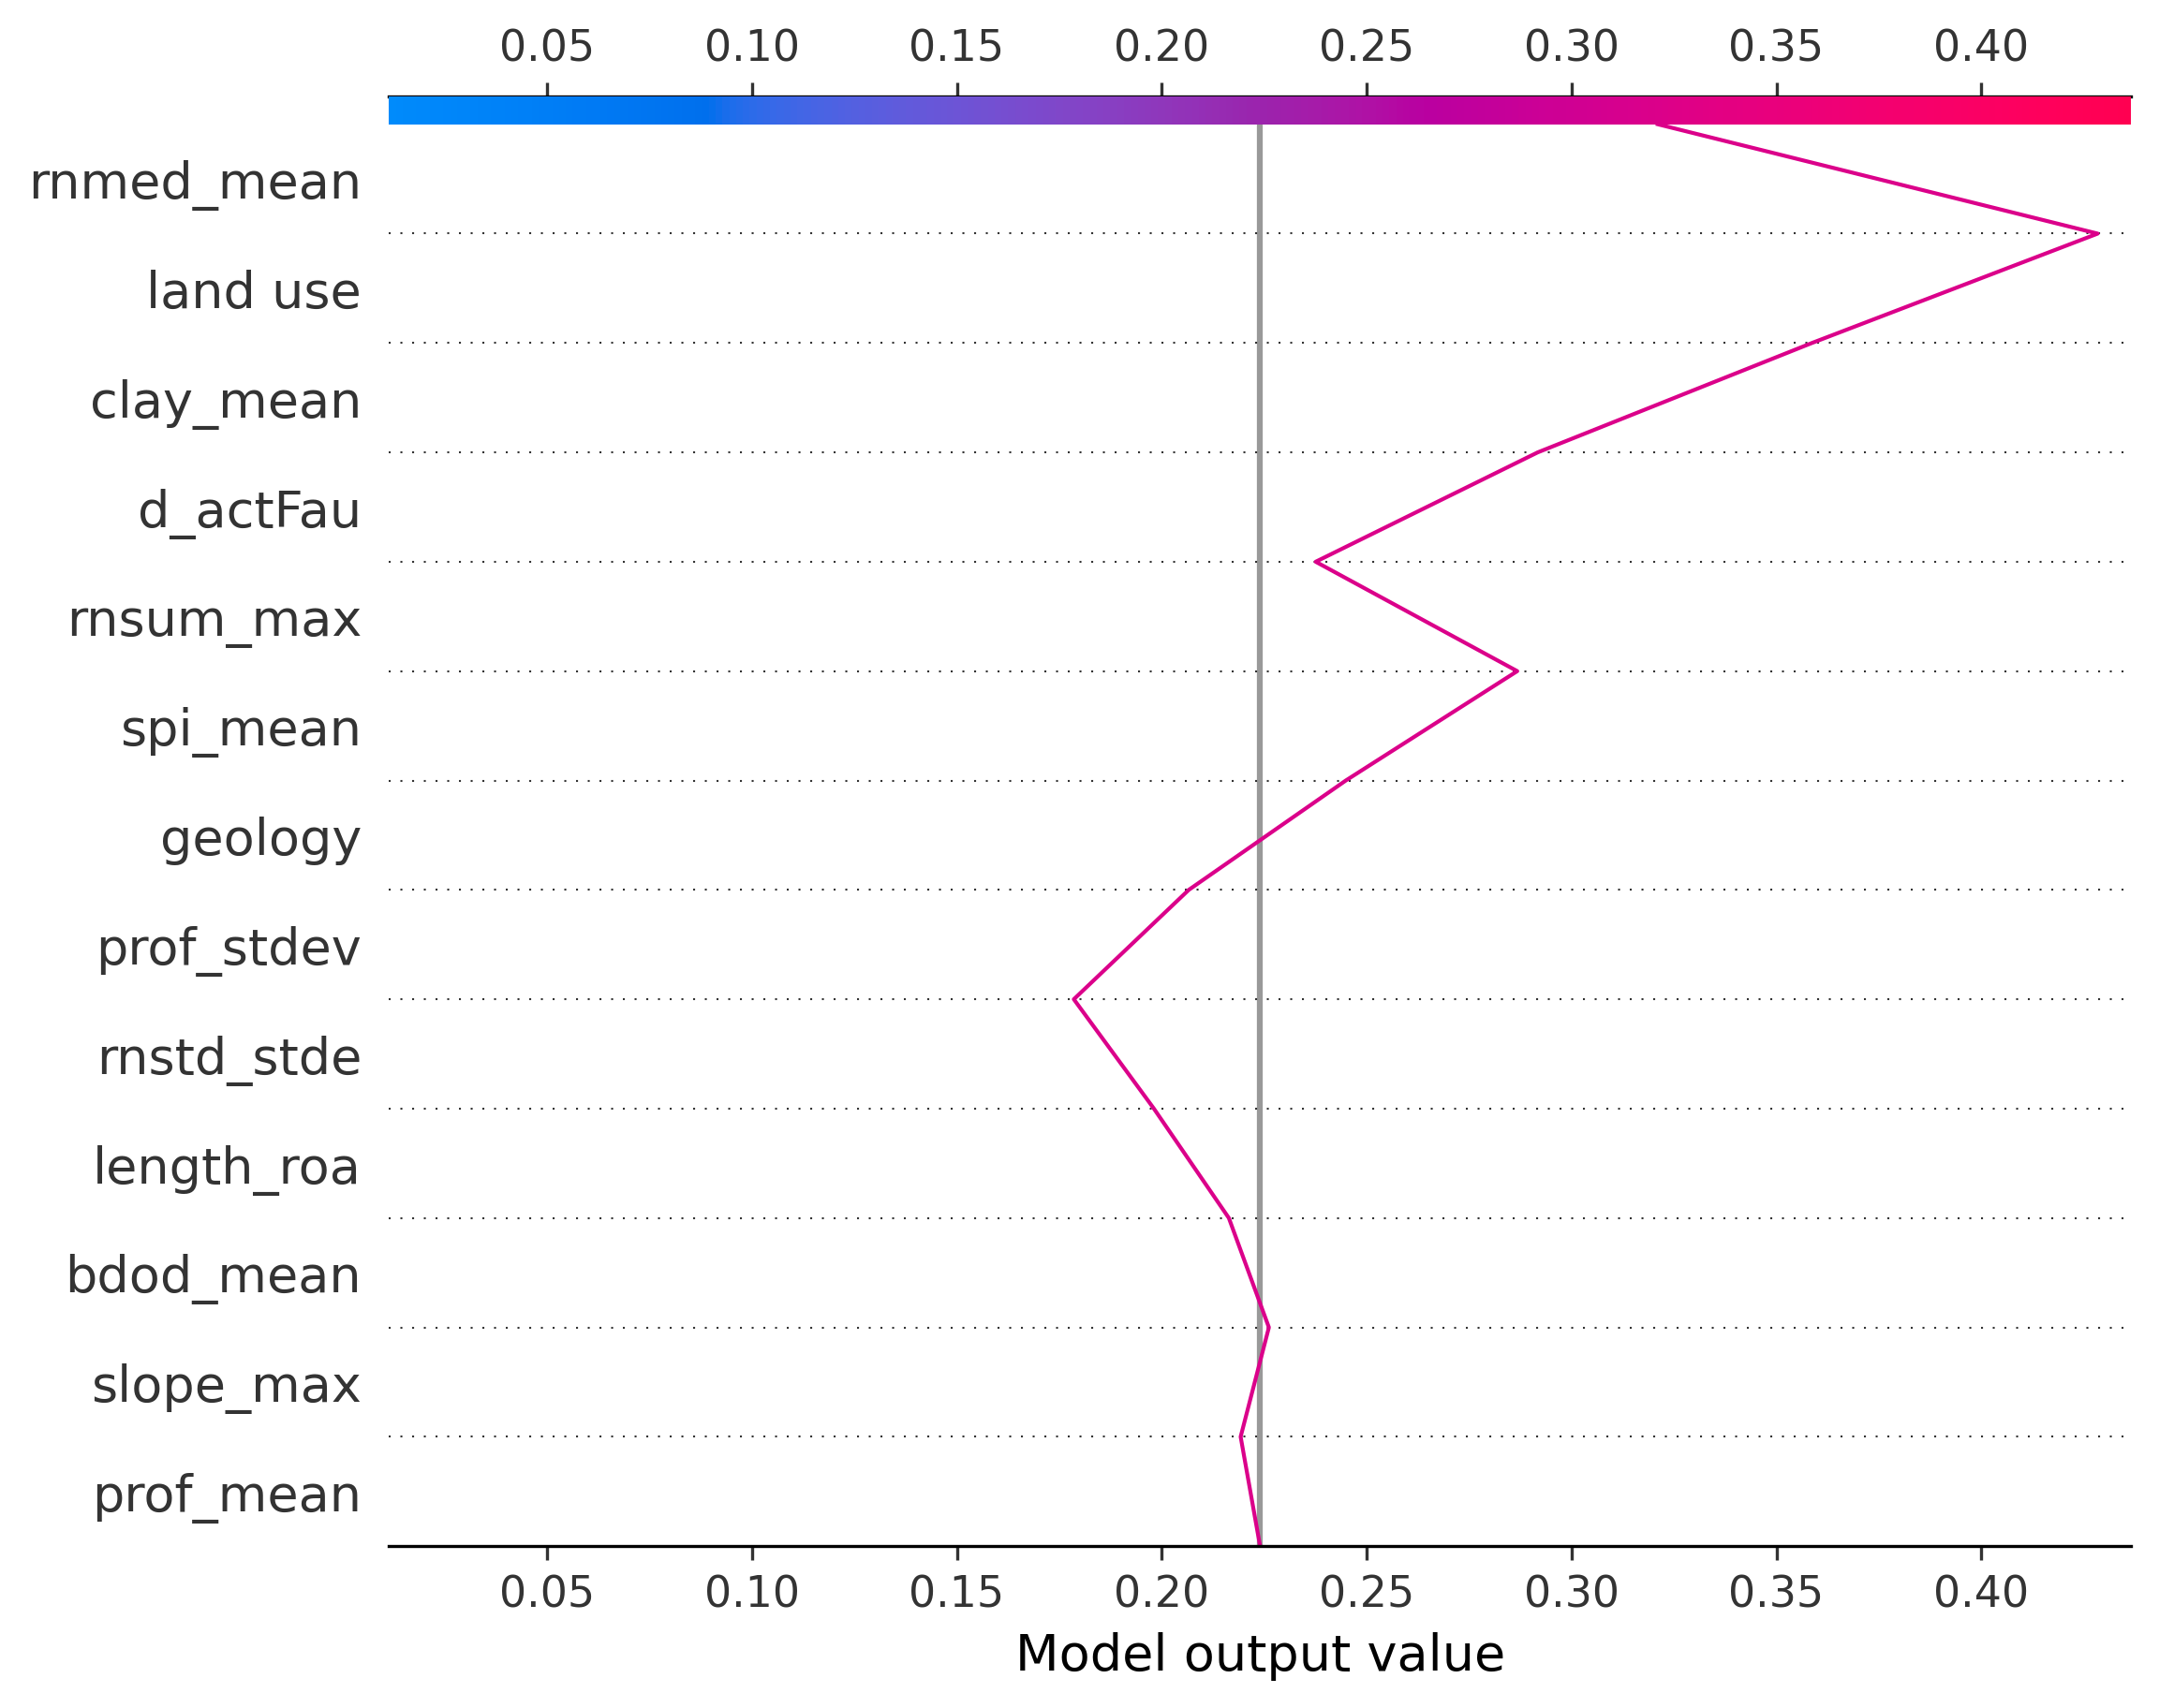 0.05 0.10 0.15 0.20 0.25 0.30 0.35 0.40
rnmed_mean
land use
clay_mean
d_actFau
rnsum_max
spi_mean
geology
prof_stdev
rnstd_stde
length_roa
bdod_mean
slope_max
prof_mean
0.05 0.10 0.15 0.20 0.25 0.30 0.35 0.40
Model output value